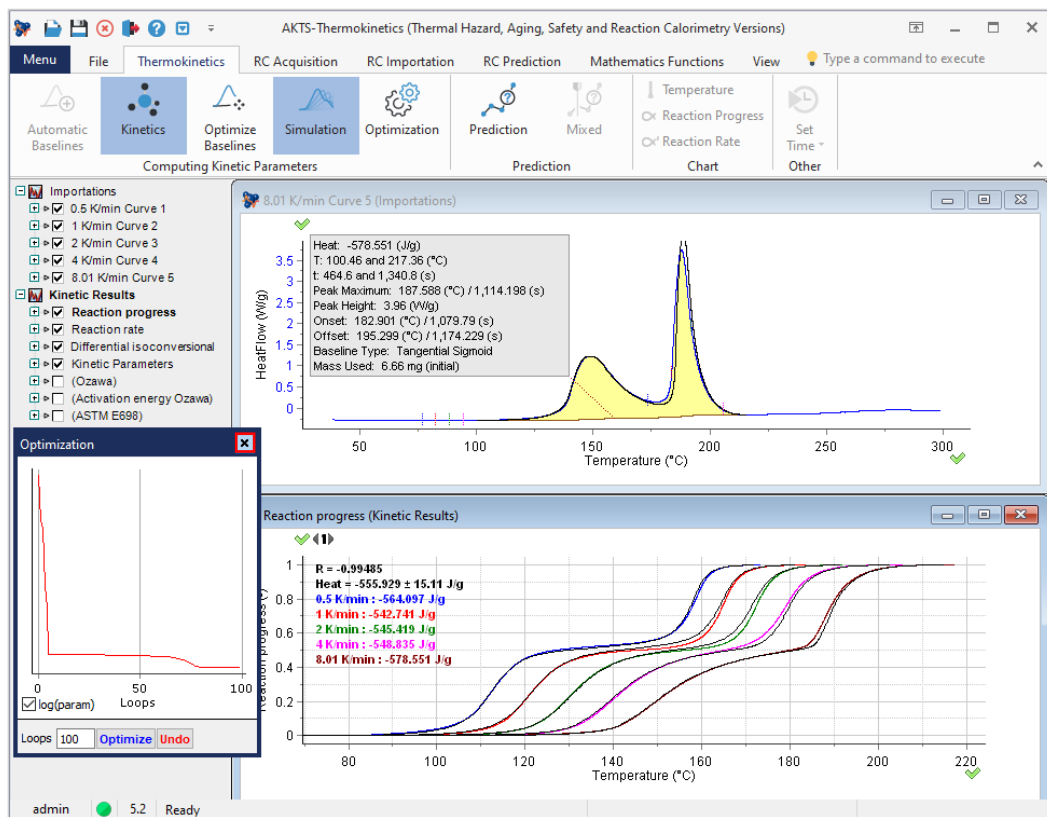 AKTS-Thermokinetics (Thermal Hazard, Aging, Safety and Reaction Calorimetry Versions)
Menu File Thermokinetics RC Acquisition RC Importation RC Prediction Mathematics Functions View Type a command to execute
Automatic Baselines
Kinetics
Optimize Baselines
Simulation
Optimization
Prediction
Mixed
Temperature
Reaction Progress
Reaction Rate
Set Time
Computing Kinetic Parameters Prediction Chart Other
Importations
0.5 K/min Curve 1
1 K/min Curve 2
2 K/min Curve 3
4 K/min Curve 4
8.01 K/min Curve 5
Kinetic Results
Reaction progress
Reaction rate
Differential isoconversional
Kinetic Parameters
(Ozawa)
(Activation energy Ozawa)
(ASTM E698)
8.01 K/min Curve 5 (Importations)
Heat: -578.551 (J/g)
T: 100.46 and 217.36 (°C)
t: 464.6 and 1,340.8 (s)
Peak Maximum: 187.588 (°C) / 1,114.198 (s)
Peak Height: 3.96 (W/g)
Onset: 182.901 (°C) / 1,079.79 (s)
Offset: 195.299 (°C) / 1,174.229 (s)
Baseline Type: Tangential Sigmoid
Mass Used: 6.66 mg (initial)
HeatFlow (W/g)
3.5
3
2.5
2
1.5
1
0.5
0
50 100 150 200 250 300
Temperature (°C)
Optimization
0 50 100
log(param) Loops
Loops 100 Optimize Undo
Reaction progress (Kinetic Results)
1
R = -0.99485
Heat = -555.929 ± 15.11 J/g
0.5 K/min : -564.097 J/g
1 K/min : -542.741 J/g
2 K/min : -545.419 J/g
4 K/min : -548.835 J/g
8.01 K/min : -578.551 J/g
Reaction progress
1
0.8
0.6
0.4
0.2
0
80 100 120 140 160 180 200 220
Temperature (°C)
admin 5.2 Ready